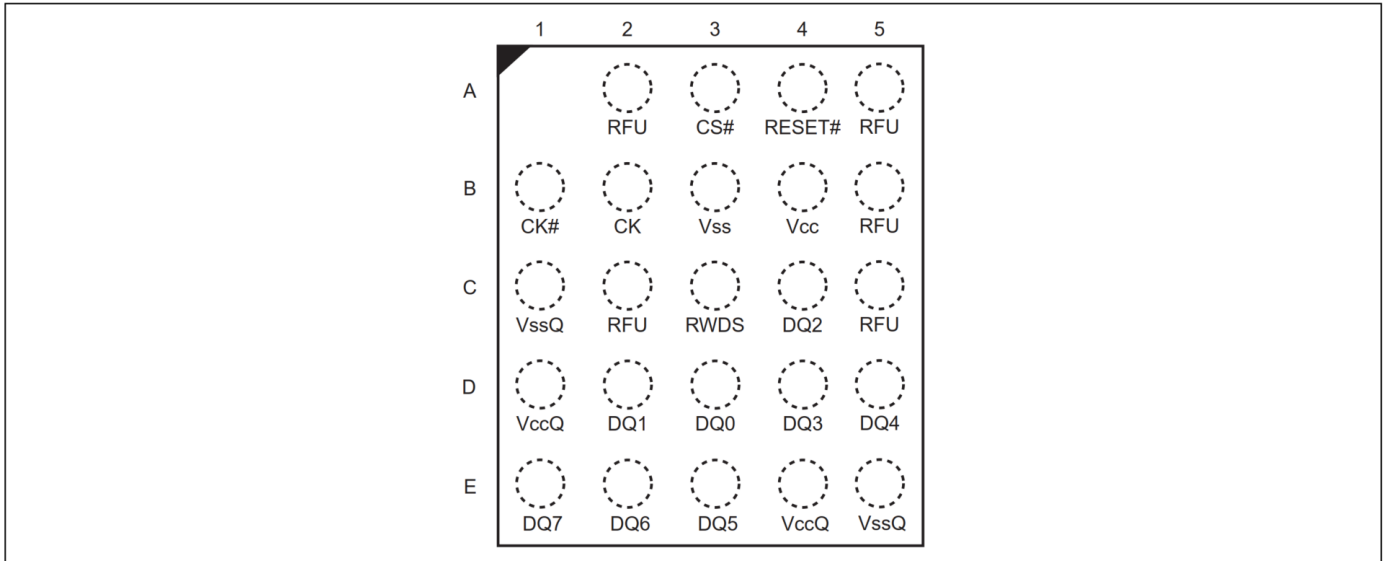 1 2 3 4 5
A
RFU CS# RESET# RFU
B
CK# CK Vss Vcc RFU
C
VssQ RFU RWDS DQ2 RFU
D
VccQ DQ1 DQ0 DQ3 DQ4
E
DQ7 DQ6 DQ5 VccQ VssQ